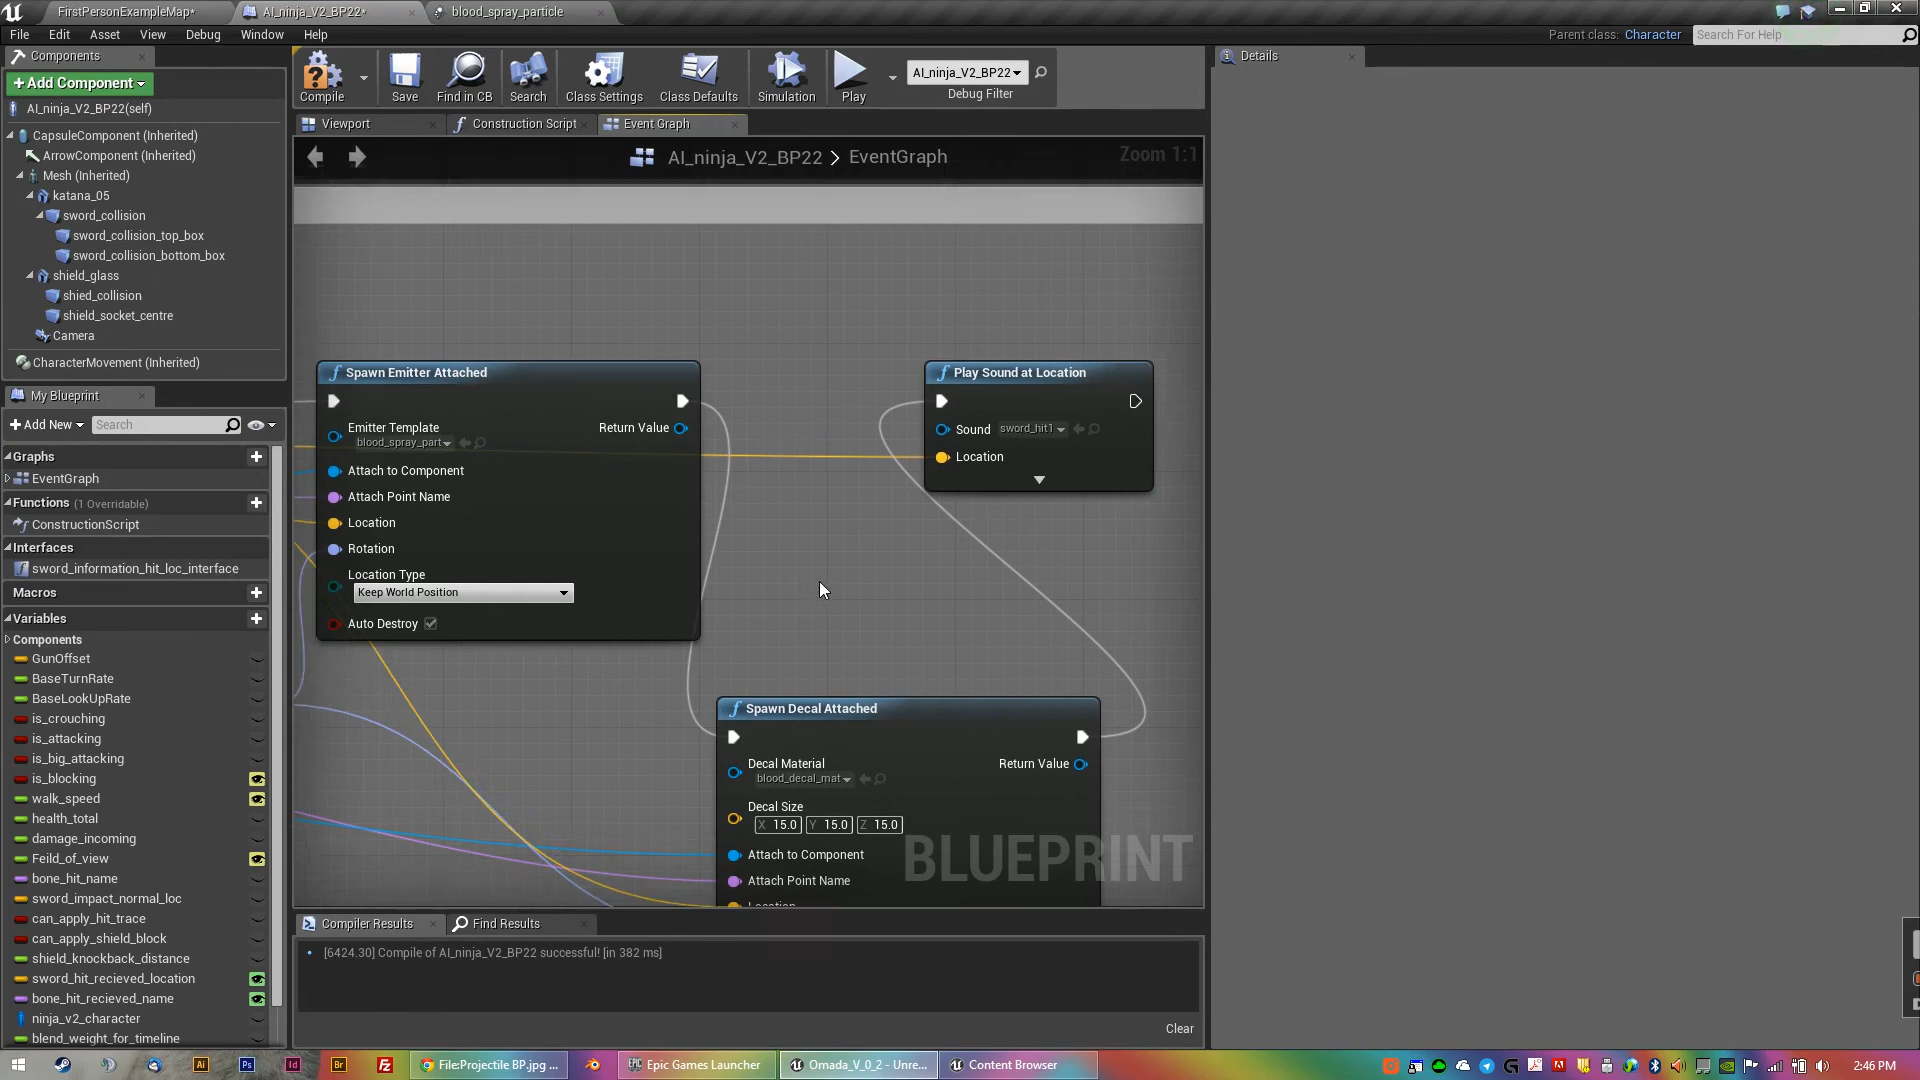 FirstPersonExampleMap*
AI_ninja_V2_BP22*
blood_spray_particle
File Edit Asset View Debug Window Help
Parent class: Character
Search For Help
Components
+Add Component
AI_ninja_V2_BP22(self)
CapsuleComponent (Inherited)
ArrowComponent (Inherited)
Mesh (Inherited)
katana_05
sword_collision
sword_collision_top_box
sword_collision_bottom_box
shield_glass
shied_collision
shield_socket_centre
Camera
CharacterMovement (Inherited)
My Blueprint
+Add New
Search
Graphs
EventGraph
Functions (1 Overridable)
ConstructionScript
Interfaces
sword_information_hit_loc_interface
Macros
Variables
Components
GunOffset
BaseTurnRate
BaseLookUpRate
is_crouching
is_attacking
is_big_attacking
is_blocking
walk_speed
health_total
damage_incoming
Feild_of_view
bone_hit_name
sword_impact_normal_loc
can_apply_hit_trace
can_apply_shield_block
shield_knockback_distance
sword_hit_recieved_location
bone_hit_recieved_name
ninja_v2_character
blend_weight_for_timeline
Compile
Save
Find in CB
Search
Class Settings
Class Defaults
Simulation
Play
AI_ninja_V2_BP22
Debug Filter
Viewport
Construction Script
Event Graph
AI_ninja_V2_BP22 > EventGraph
Zoom 1:1
Spawn Emitter Attached
Emitter Template
blood_spray_part
Return Value
Attach to Component
Attach Point Name
Location
Rotation
Location Type
Keep World Position
Auto Destroy
Play Sound at Location
Sound sword_hit1
Location
Spawn Decal Attached
Decal Material
blood_decal_mat
Return Value
Decal Size
X 15.0 Y 15.0 Z 15.0
Attach to Component
Attach Point Name
Location
BLUEPRINT
Compiler Results
Find Results
[6424.30] Compile of AI_ninja_V2_BP22 successful! [in 382 ms]
Clear
Details
Ai
Ps
Id
Br
Fz
File:Projectile BP.jpg ...
Epic Games Launcher
Omada_V_0_2 - Unre...
Content Browser
2:46 PM